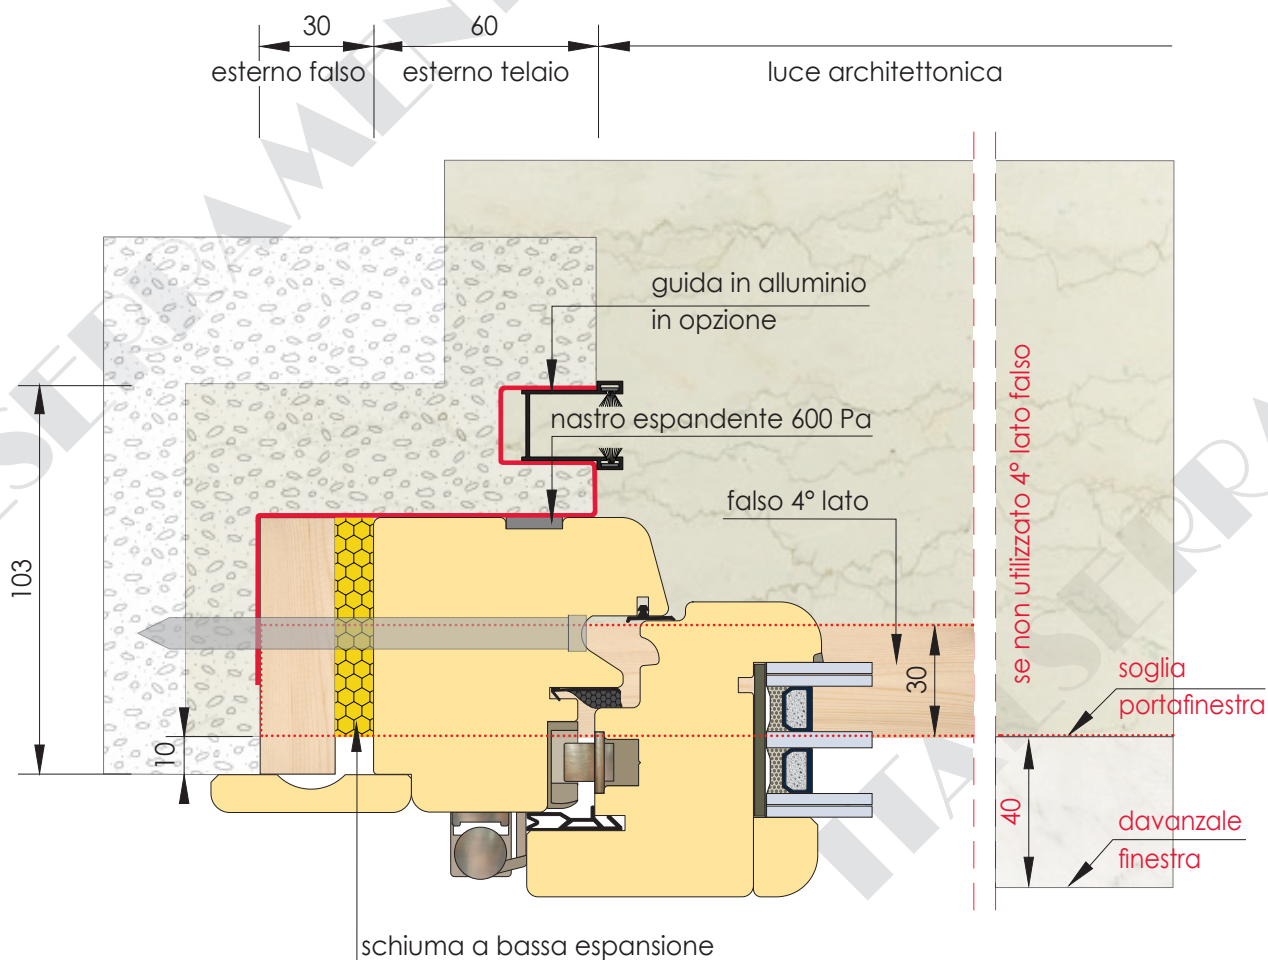 30
60
esterno falso
esterno telaio
luce architettonica
guida in alluminio
in opzione
nastro espandente 600 Pa
falso 4° lato
se non utilizzato 4° lato falso
103
10
30
soglia
portafinestra
40
davanzale
finestra
schiuma a bassa espansione